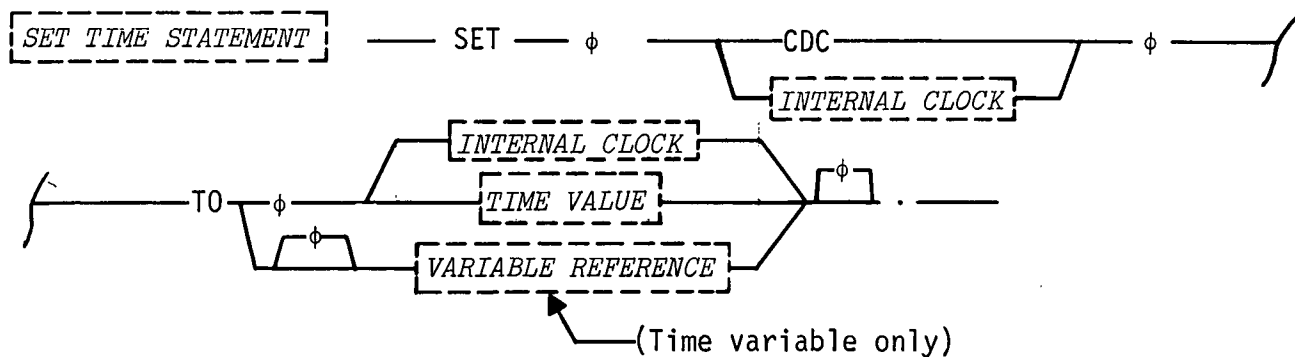 SET TIME STATEMENT SET ϕ CDC ϕ
INTERNAL CLOCK
INTERNAL CLOCK
ϕ
TO ϕ TIME VALUE .
ϕ
VARIABLE REFERENCE
(Time variable only)